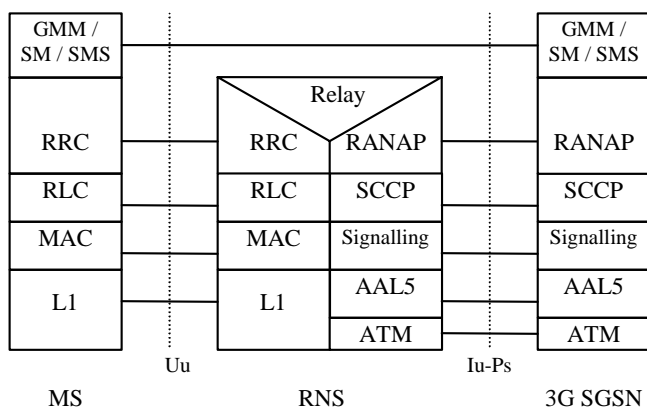 GMM /
SM / SMS
GMM /
SM / SMS
Relay
RRC
RRC
RANAP
RANAP
RLC
RLC
SCCP
SCCP
MAC
MAC
Signalling
Signalling
L1
L1
AAL5
AAL5
ATM
ATM
Uu
Iu-Ps
MS
RNS
3G SGSN